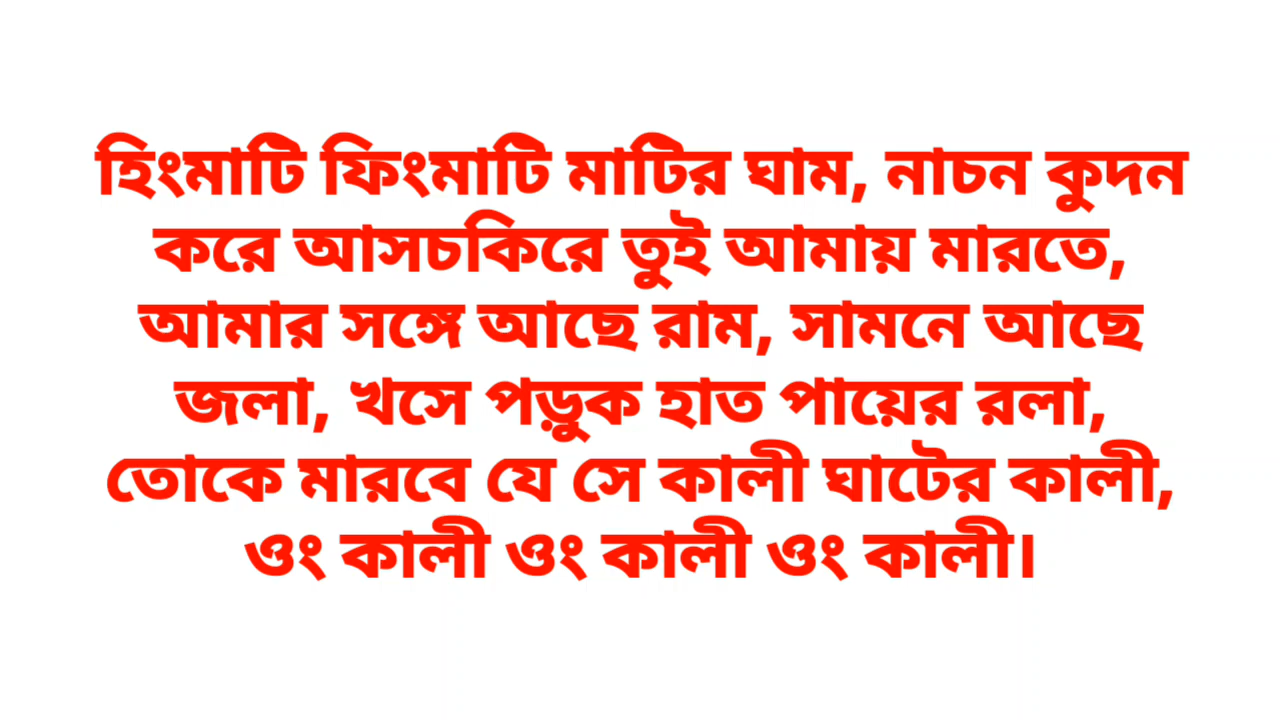 হিংমাটি ফিংমাটি মাটির ঘাম, নাচন কুদন
করে আসচকিরে তুই আমায় মারতে,
আমার সঙ্গে আছে রাম, সামনে আছে
জলা, খসে পড়ুক হাত পায়ের রলা,
তোকে মারবে যে সে কালী ঘাটের কালী,
ওং কালী ওং কালী ওং কালী।